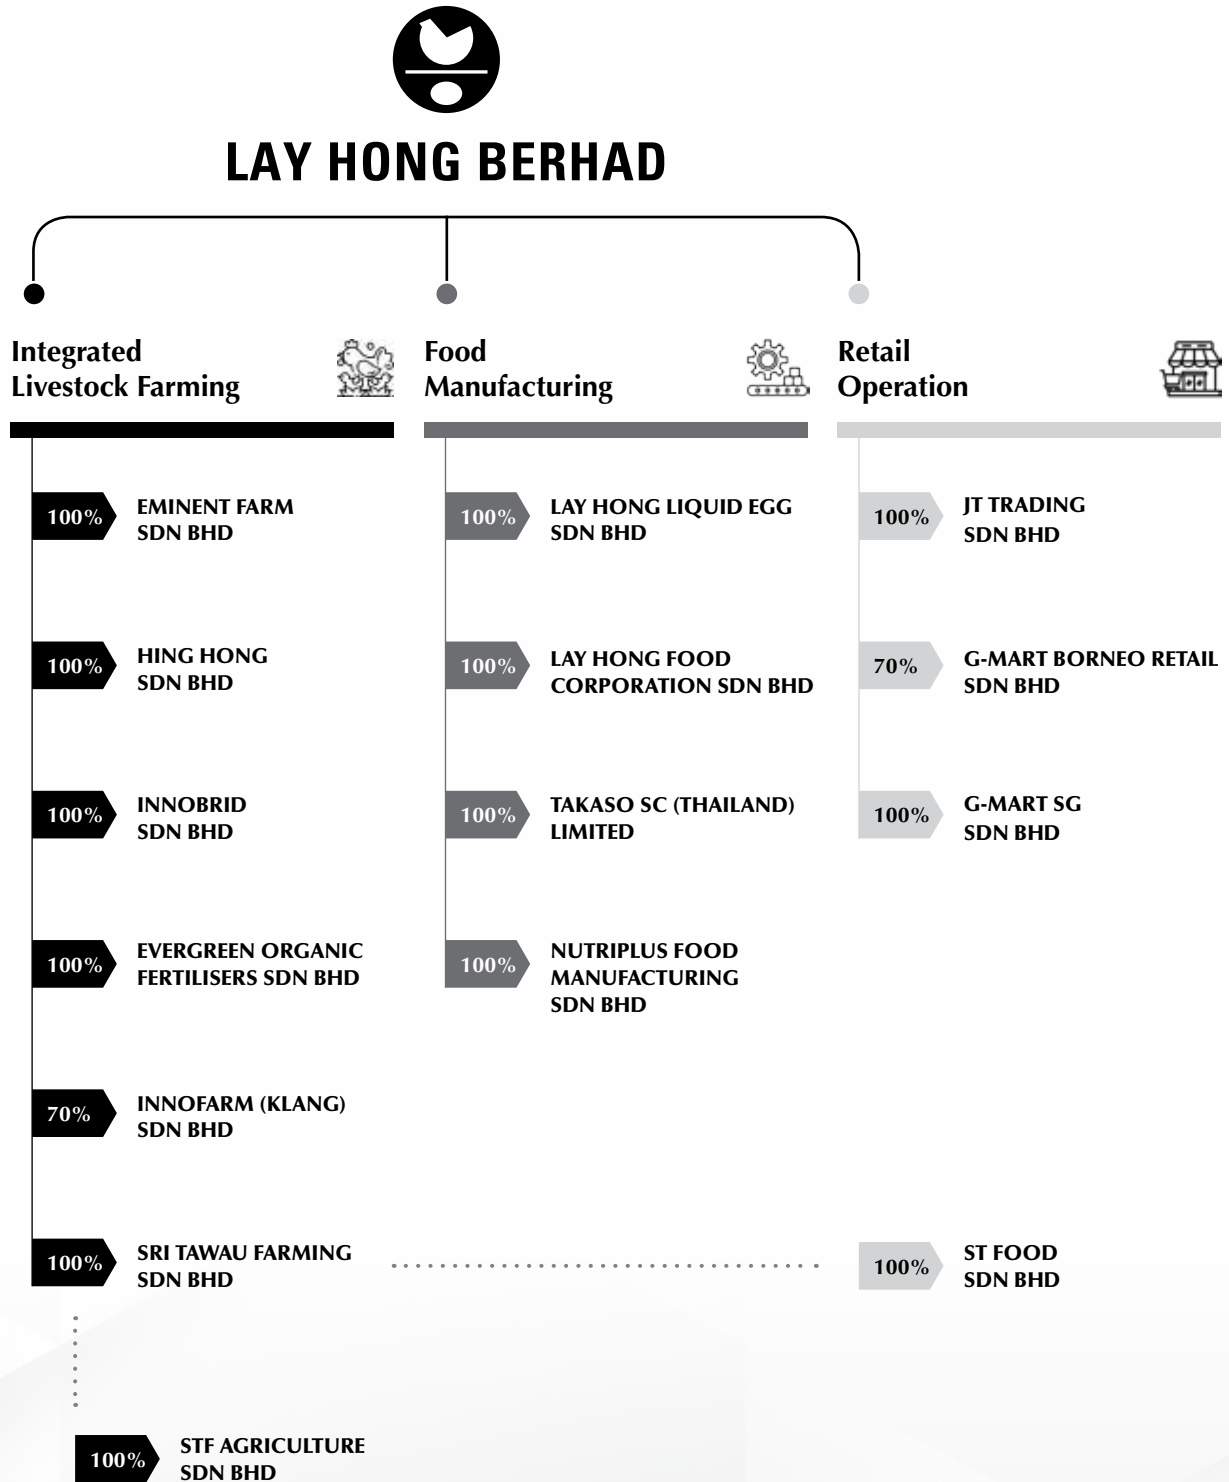 LAY HONG BERHAD
Integrated
Livestock Farming
100%
EMINENT FARM
SDN BHD
100%
HING HONG
SDN BHD
100%
INNOBRID
SDN BHD
100%
EVERGREEN ORGANIC
FERTILISERS SDN BHD
70%
INNOFARM (KLANG)
SDN BHD
100%
SRI TAWAU FARMING
SDN BHD
100%
STF AGRICULTURE
SDN BHD
Food
Manufacturing
100%
LAY HONG LIQUID EGG
SDN BHD
100%
LAY HONG FOOD
CORPORATION SDN BHD
100%
TAKASO SC (THAILAND)
LIMITED
100%
NUTRIPLUS FOOD
MANUFACTURING
SDN BHD
Retail
Operation
100%
JT TRADING
SDN BHD
70%
G-MART BORNEO RETAIL
SDN BHD
100%
G-MART SG
SDN BHD
100%
ST FOOD
SDN BHD